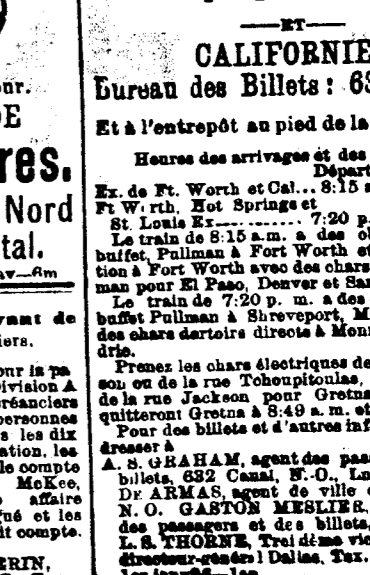 our.
DE
res.
Nord
tal.
av—6m
vant de
iers.
our la pa
ivision A
réanciers
personnes
s les dix
ation, les
le compte
McKee,
affaire
gué et les
it compte.
ERIN,
—ET—
CALIFORNIE
Bureau des Billets: 63
Et à l'entrepôt au pied de la
Heures des arrivages et des
Départ
Ex. de Ft. Worth et Cal... 8:15 a
Ft Worth, Hot Springs et
St. Louis Ex............ 7:20 p.
Le train de 8:15 a.m. a des
buffet, Pullman à Fort Worth et
tion à Fort Worth avec des chars
man pour El Paso, Denver et San
Le train de 7:20 p. m. a des
buffet Pullman à Shreveport, M
des chars dortoirs directs à Mon
drie.
Prenez les chars électriques de
son ou de la rue Tchoupitoulas,
de la rue Jackson pour Gretna
quitteront Gretna à 8:49 a. m. et
Pour des billets et d'autres inf
dresser à
A. S. GRAHAM, agent des pas
billets, 632 Canal, N.-O., Lo
DE ARMAS, agent de ville
N. O. GASTON MESLIER,
des passagers et des billets,
L. S. THORNE, Troisième vic
directeur-général Dallas, Tex.